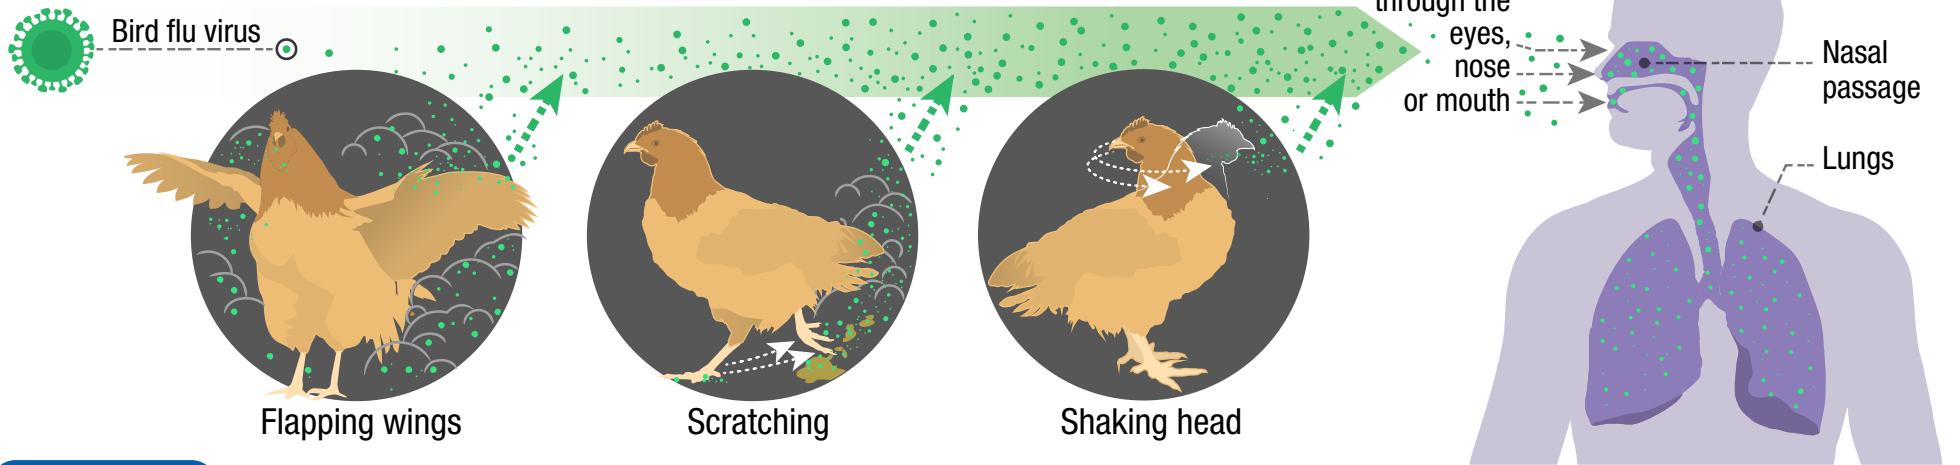 Bird flu virus
through the
eyes,
nose
or mouth
Nasal
passage
Lungs
Flapping wings
Scratching
Shaking head